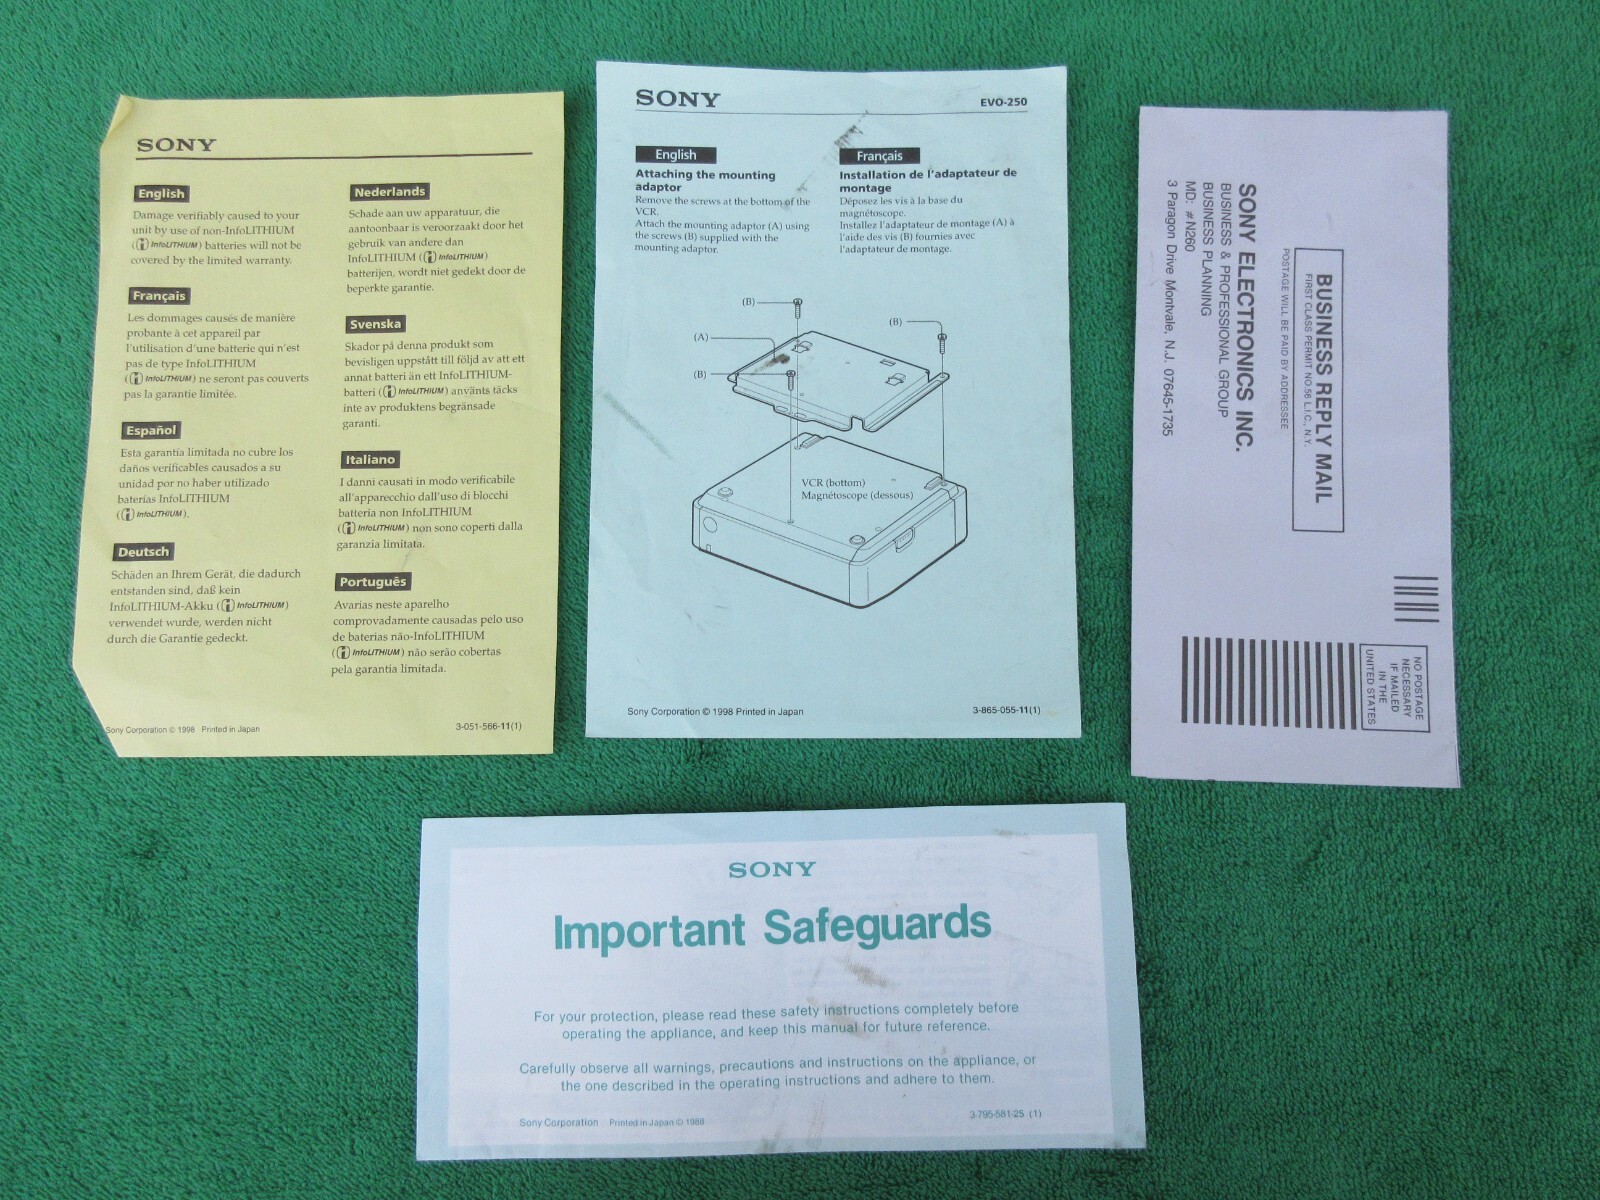 SONY
English
Damage verifiably caused to your
unit by use of non-InfoLITHIUM
(InfoLITHIUM) batteries will not be
covered by the limited warranty.
Français
Les dommages causés de manière
probante à cet appareil par
l'utilisation d'une batterie qui n'est
pas de type InfoLITHIUM
(InfoLITHIUM) ne seront pas couverts
pas la garantie limitée.
Español
Esta garantía limitada no cubre los
daños verificables causados a su
unidad por no haber utilizado
baterías InfoLITHIUM
(InfoLITHIUM).
Deutsch
Schäden an Ihrem Gerät, die dadurch
entstanden sind, daß kein
InfoLITHIUM-Akku (InfoLITHIUM)
verwendet wurde, werden nicht
durch die Garantie gedeckt.
Nederlands
Schade aan uw apparatuur, die
aantoonbaar is veroorzaakt door het
gebruik van andere dan
InfoLITHIUM (InfoLITHIUM)
batterijen, wordt niet gedekt door de
beperkte garantie.
Svenska
Skador på denna produkt som
bevisligen uppstått till följd av att ett
annat batteri än ett InfoLITHIUM-
batteri (InfoLITHIUM) använts täcks
inte av produktens begränsade
garanti.
Italiano
I danni causati in modo verificabile
all'apparecchio dall'uso di blocchi
batteria non InfoLITHIUM
(InfoLITHIUM) non sono coperti dalla
garanzia limitata.
Português
Avarias neste aparelho
comprovadamente causadas pelo uso
de baterias não-InfoLITHIUM
(InfoLITHIUM) não serão cobertas
pela garantia limitada.
Sony Corporation © 1998 Printed in Japan
3-051-566-11(1)
SONY
EVO-250
English
Attaching the mounting
adaptor
Remove the screws at the bottom of the
VCR.
Attach the mounting adaptor (A) using
the screws (B) supplied with the
mounting adaptor.
Français
Installation de l'adaptateur de
montage
Déposez les vis à la base du
magnétoscope.
Installez l'adaptateur de montage (A) à
l'aide des vis (B) fournies avec
l'adaptateur de montage.
(B)
(B)
(A)
(B)
VCR (bottom)
Magnétoscope (dessous)
Sony Corporation © 1998 Printed in Japan
3-865-055-11(1)
BUSINESS REPLY MAIL
FIRST CLASS PERMIT NO.56 L.I.C., N.Y.
POSTAGE WILL BE PAID BY ADDRESSEE
SONY ELECTRONICS INC.
BUSINESS & PROFESSIONAL GROUP
BUSINESS PLANNING
MD: #N260
3 Paragon Drive Montvale, N.J. 07645-1735
NO POSTAGE
NECESSARY
IF MAILED
IN THE
UNITED STATES
SONY
Important Safeguards
For your protection, please read these safety instructions completely before
operating the appliance, and keep this manual for future reference.
Carefully observe all warnings, precautions and instructions on the appliance, or
the one described in the operating instructions and adhere to them.
Sony Corporation Printed in Japan © 1988
3-795-581-25 (1)